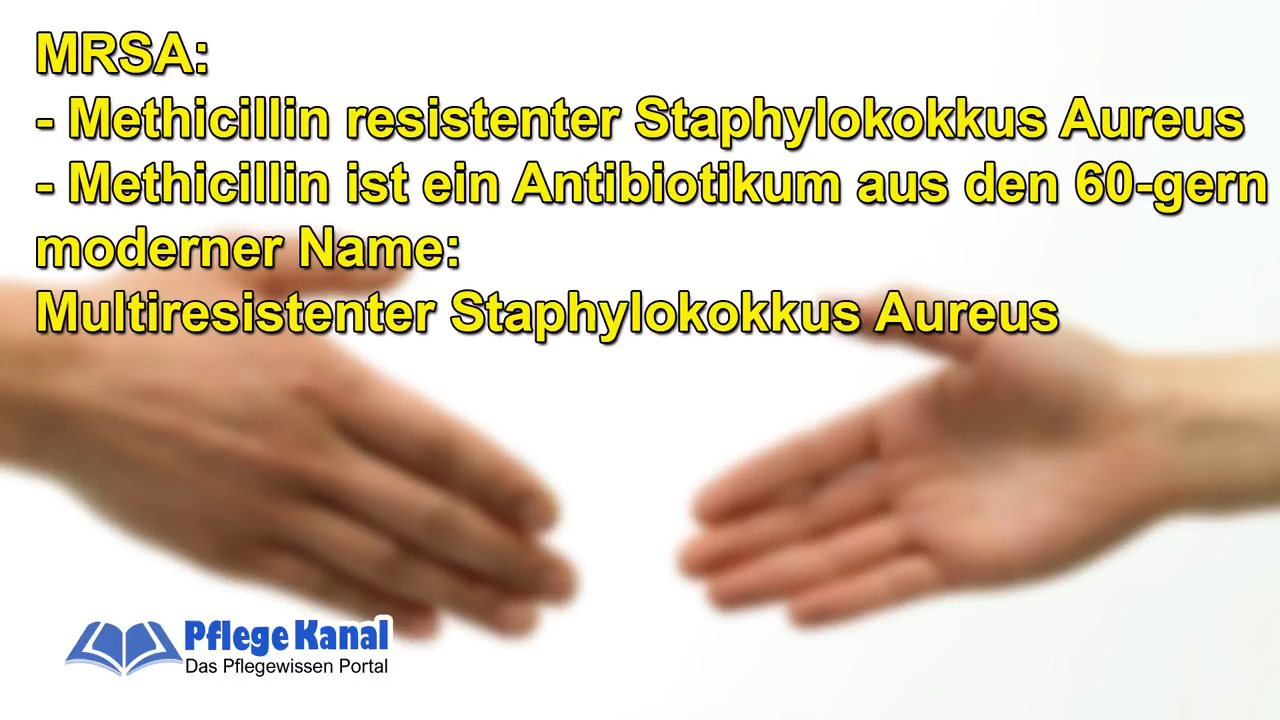 MRSA:
- Methicillin resistenter Staphylokokkus Aureus
- Methicillin ist ein Antibiotikum aus den 60-gern
moderner Name:
Multiresistenter Staphylokokkus Aureus
Pflege Kanal
Das Pflegewissen Portal